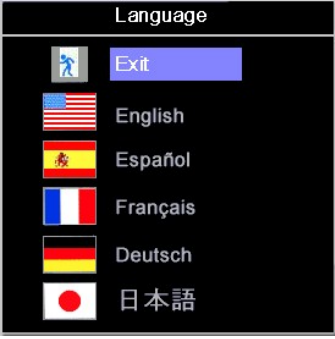 Language
Exit
English
Español
Français
Deutsch
日本語